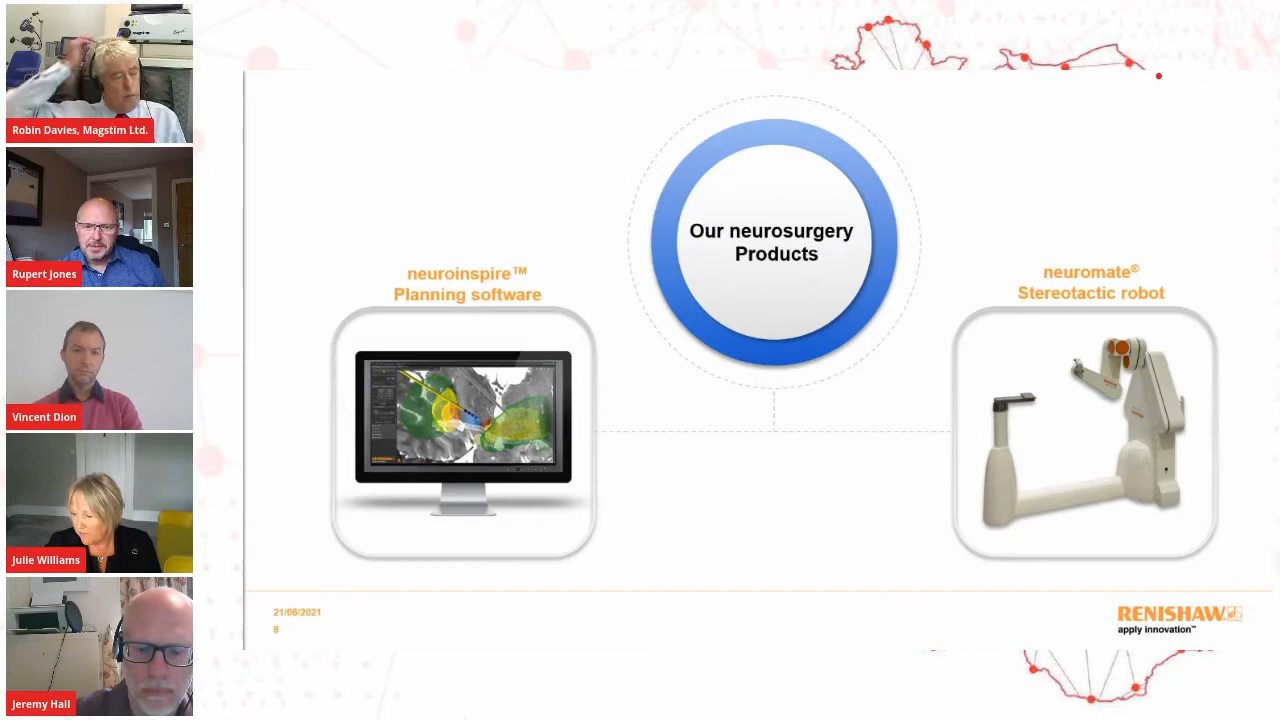 Robin Davies, Magstim Ltd.
Rupert Jones
Vincent Dion
Julie Williams
Jeremy Hall
Our neurosurgery
Products
neuroinspire™
Planning software
neuromate®
Stereotactic robot
21/06/2021
8
RENISHAW
apply innovation™
magstim